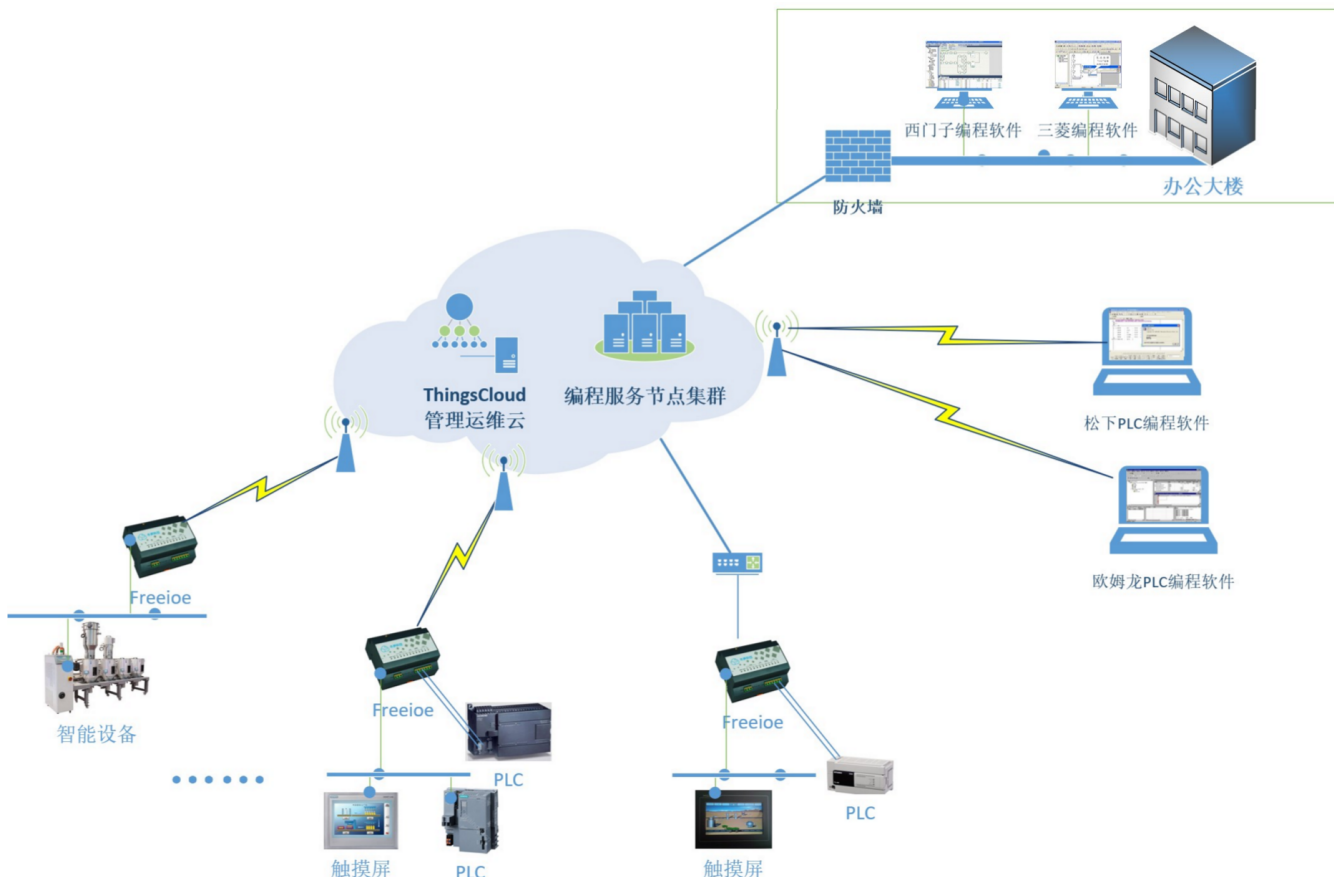 西门子编程软件
三菱编程软件
办公大楼
防火墙
ThingsCloud
管理运维云
编程服务节点集群
松下PLC编程软件
欧姆龙PLC编程软件
Freeioe
智能设备
Freeioe
PLC
触摸屏
PLC
Freeioe
PLC
触摸屏